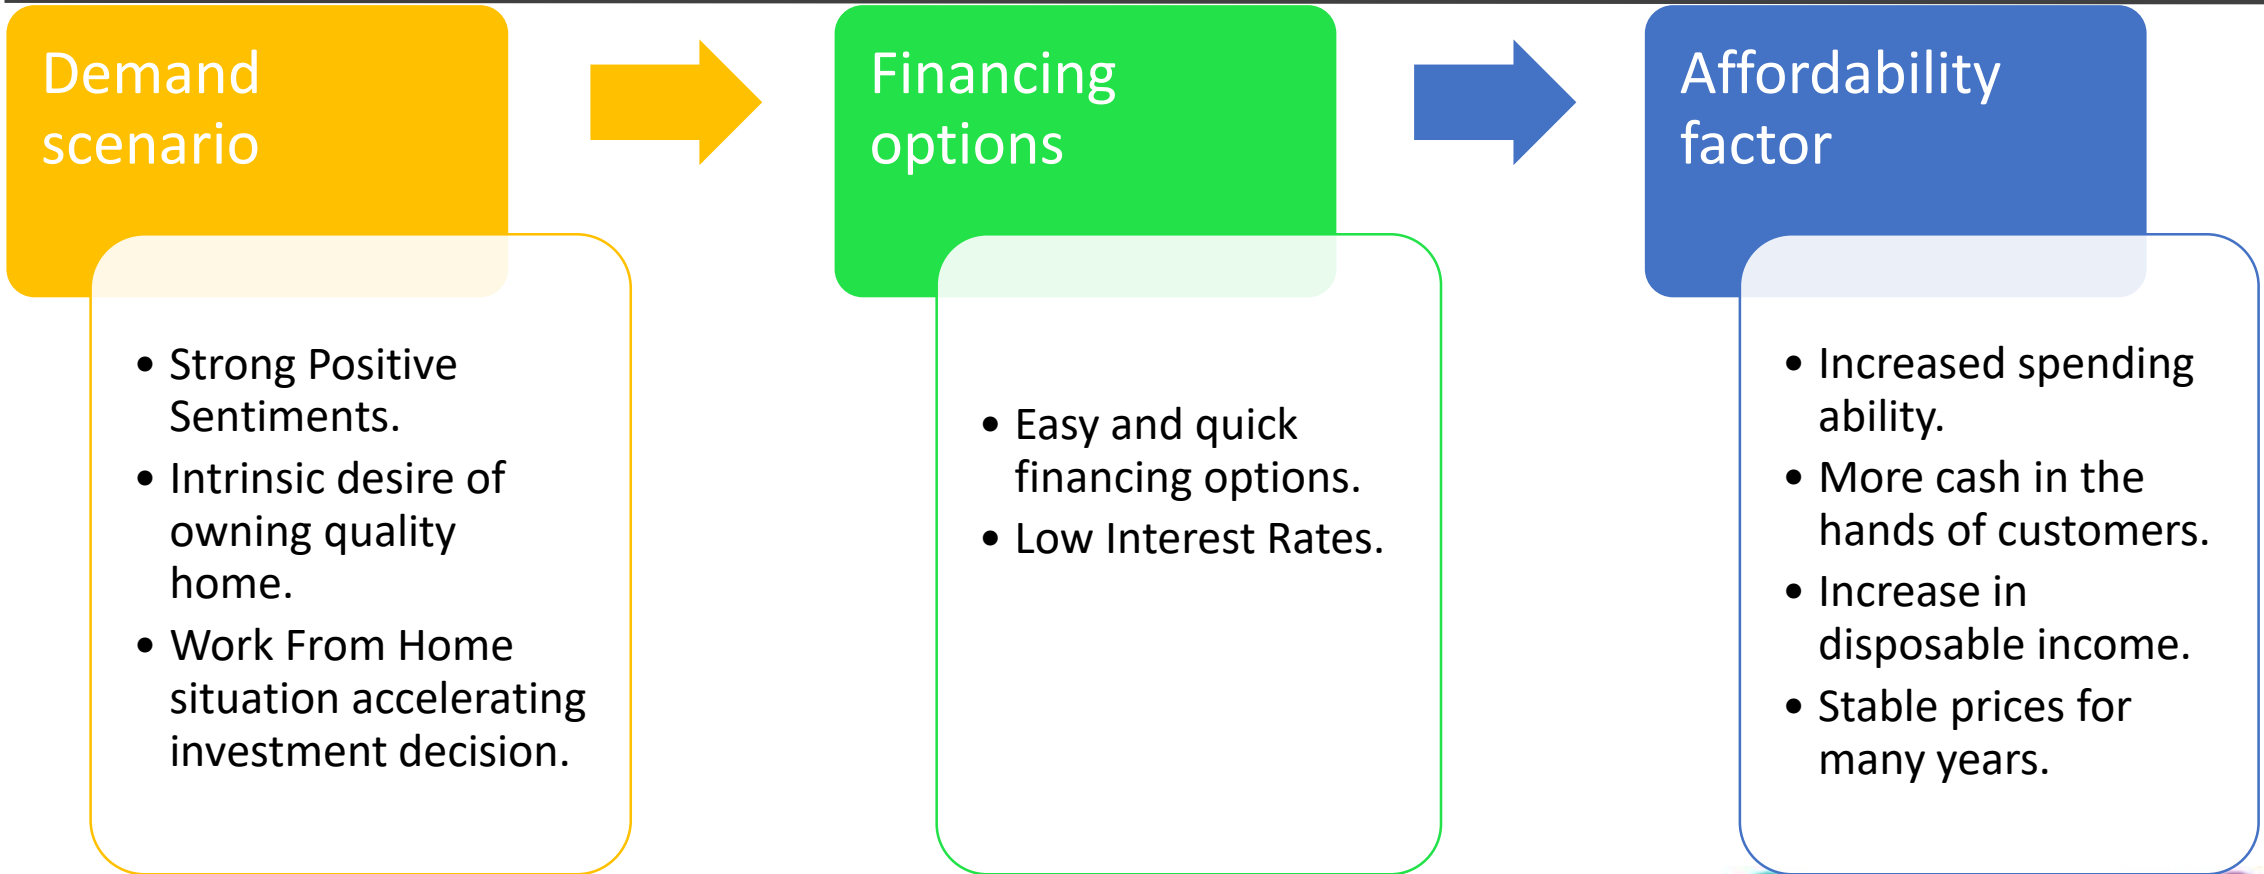 Demand
scenario
• Strong Positive
Sentiments.
• Intrinsic desire of
owning quality
home.
• Work From Home
situation accelerating
investment decision.
Financing
options
• Easy and quick
financing options.
• Low Interest Rates.
Affordability
factor
• Increased spending
ability.
• More cash in the
hands of customers.
• Increase in
disposable income.
• Stable prices for
many years.